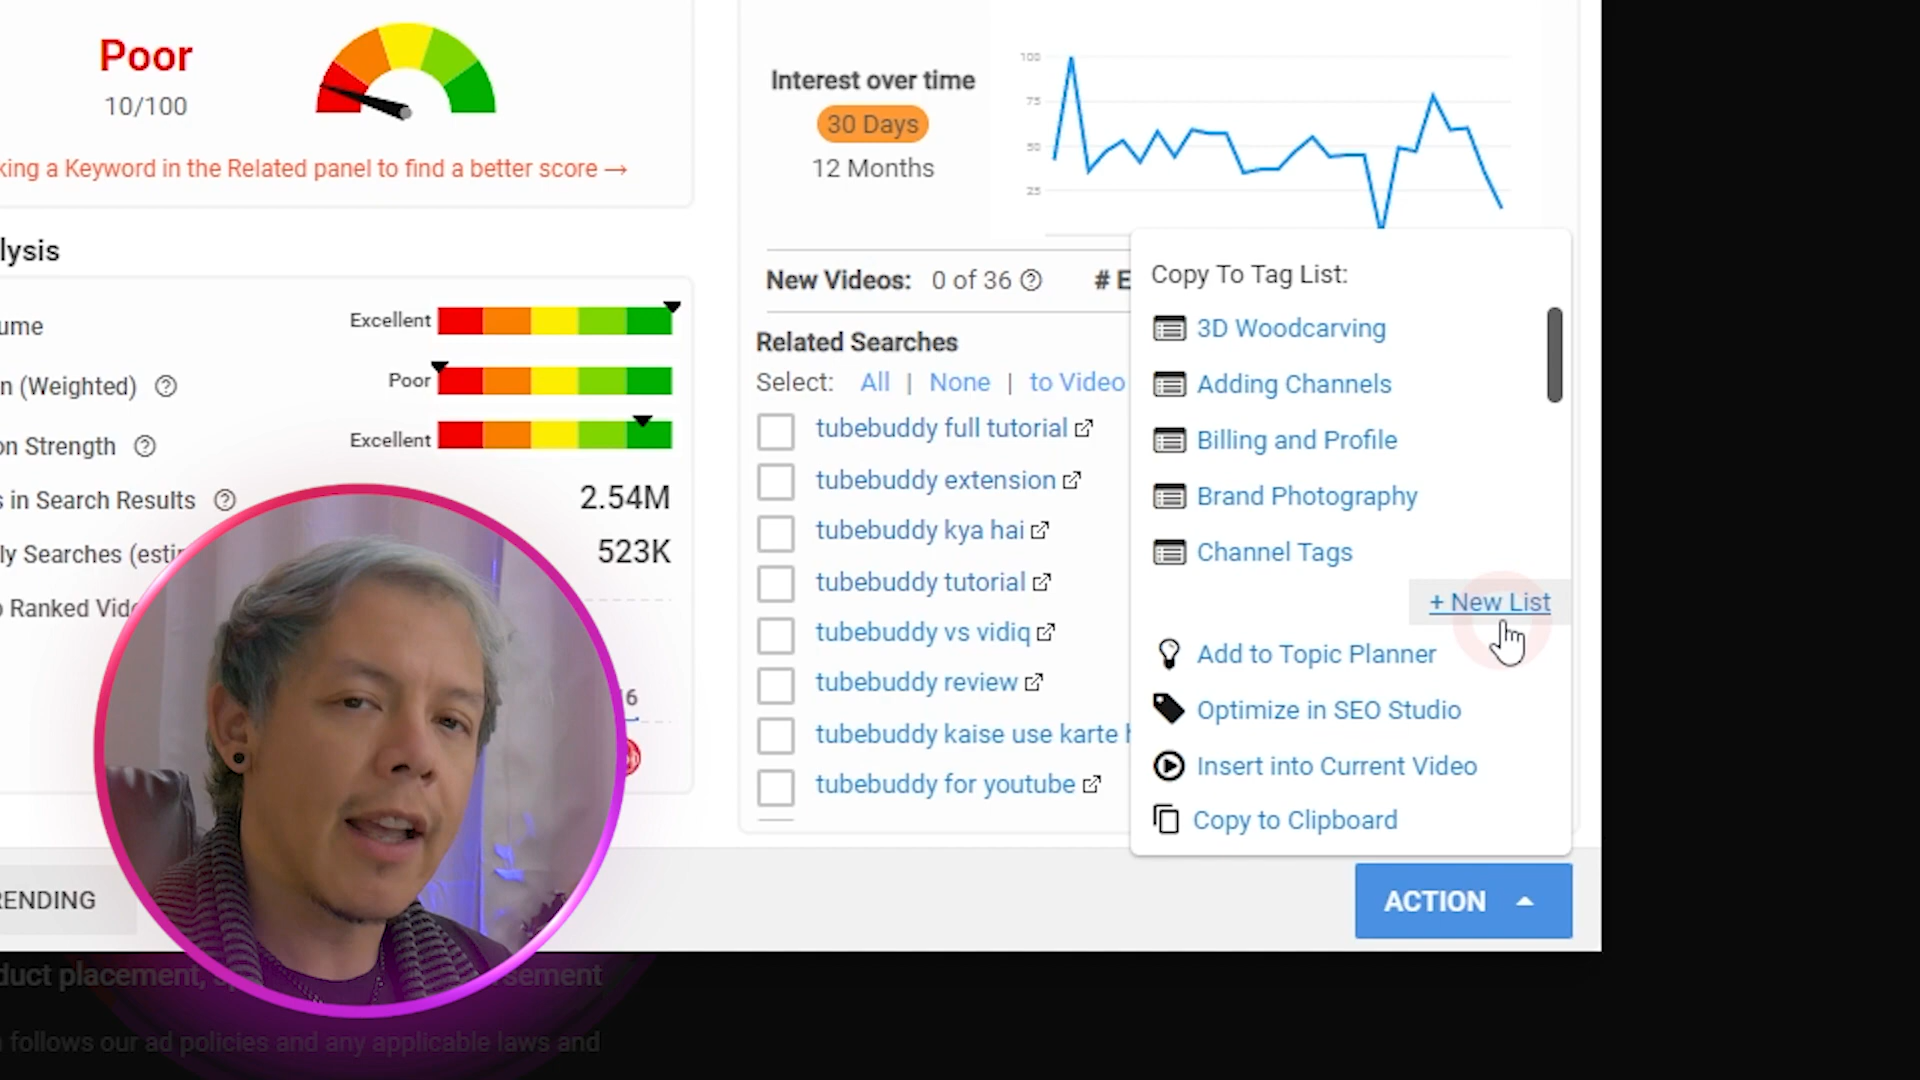 Poor
10/100
king a Keyword in the Related panel to find a better score →
Interest over time
30 Days
12 Months
100
75
50
25
lysis
ume
Excellent
n (Weighted)
Poor
on Strength
Excellent
s in Search Results
2.54M
ly Searches (esti
523K
Ranked Vid
16
New Videos: 0 of 36
# E
Related Searches
Select: All | None | to Video
tubebuddy full tutorial
tubebuddy extension
tubebuddy kya hai
tubebuddy tutorial
tubebuddy vs vidiq
tubebuddy review
tubebuddy kaise use karte h
tubebuddy for youtube
Copy To Tag List:
3D Woodcarving
Adding Channels
Billing and Profile
Brand Photography
Channel Tags
+ New List
Add to Topic Planner
Optimize in SEO Studio
Insert into Current Video
Copy to Clipboard
RENDING
ACTION
duct placement, sement
follows our ad policies and any applicable laws and